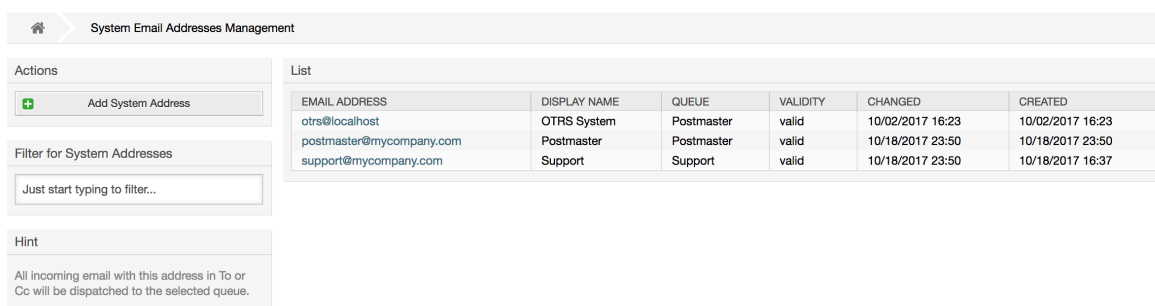 System Email Addresses Management
Actions
Add System Address
Filter for System Addresses
Just start typing to filter...
Hint
All incoming email with this address in To or
Cc will be dispatched to the selected queue.
List
EMAIL ADDRESS DISPLAY NAME QUEUE VALIDITY CHANGED CREATED
otrs@localhost OTRS System Postmaster valid 10/02/2017 16:23 10/02/2017 16:23
postmaster@mycompany.com Postmaster Postmaster valid 10/18/2017 23:50 10/18/2017 23:50
support@mycompany.com Support Support valid 10/18/2017 23:50 10/18/2017 16:37